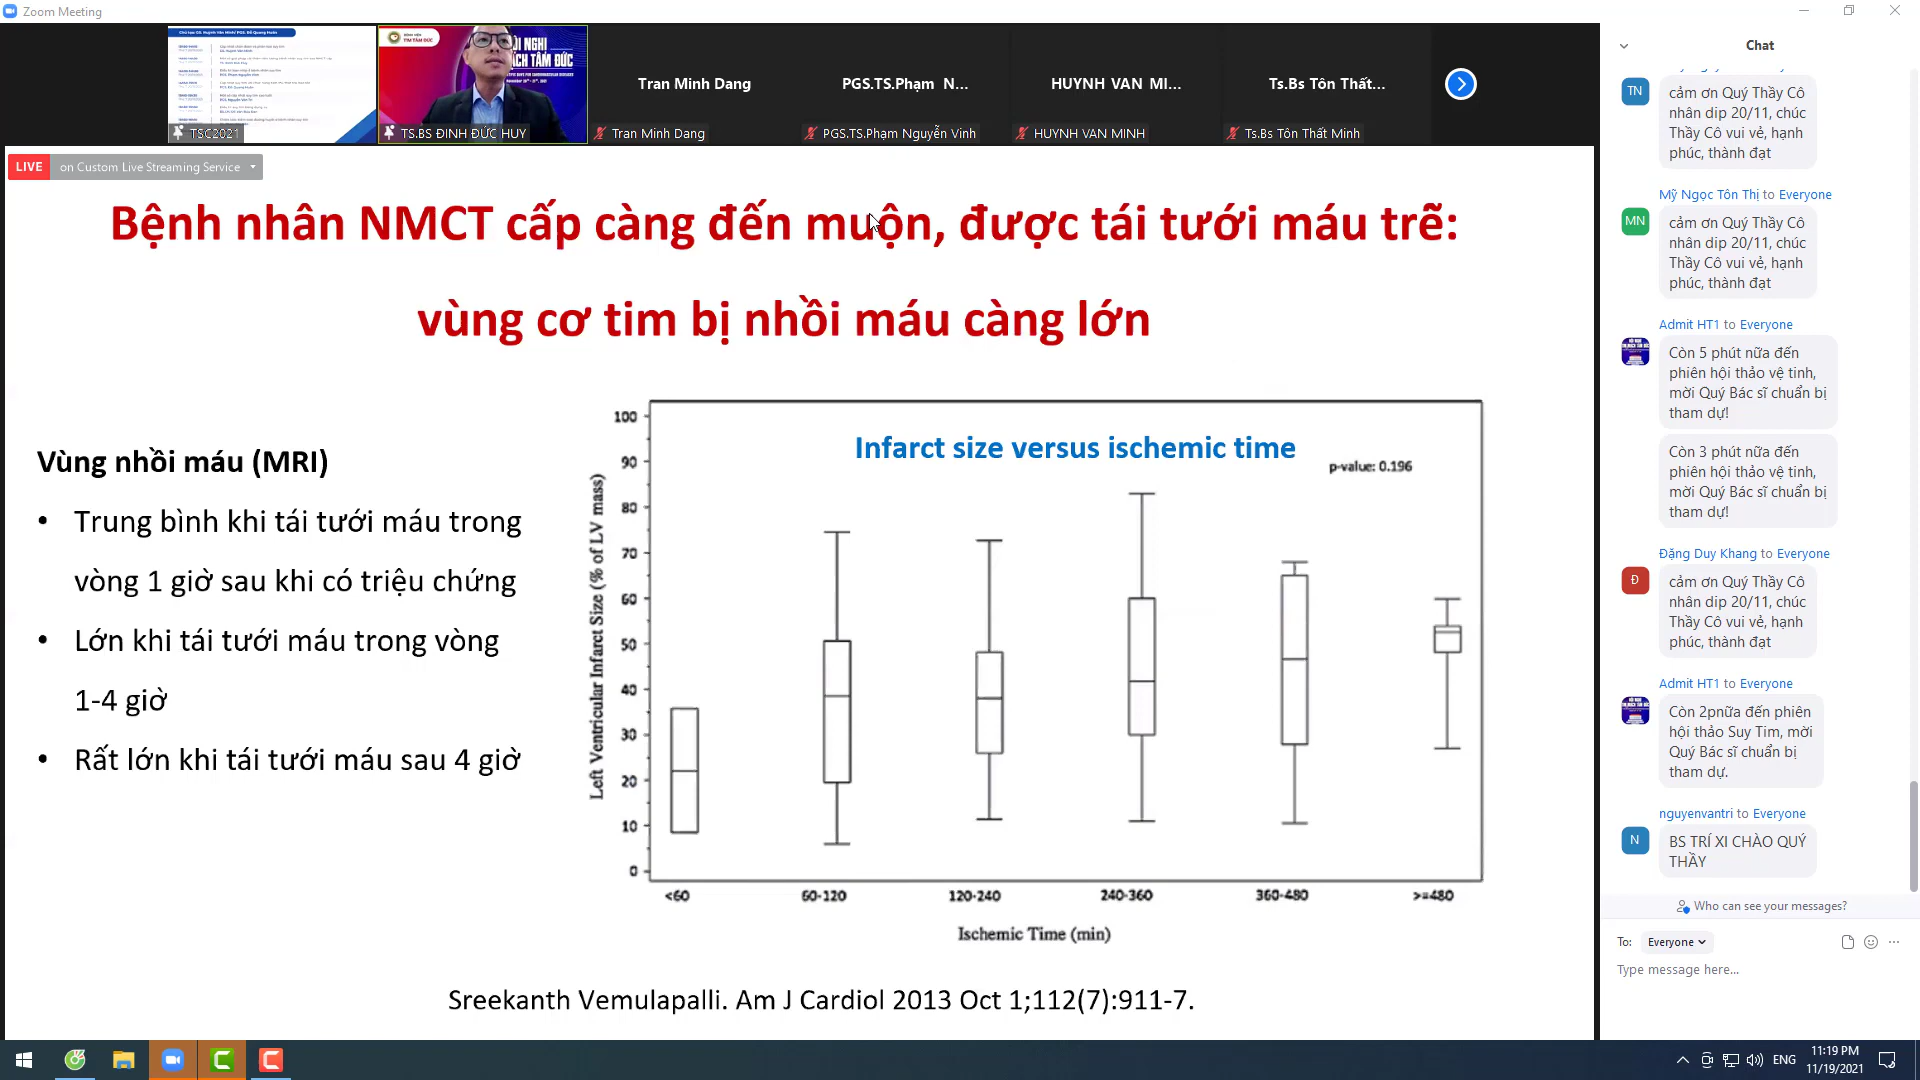 Zoom Meeting
TSC2021
BỆNH VIỆN
TIM TÂM ĐỨC
TS.BS ĐINH ĐỨC HUY
Tran Minh Dang
Tran Minh Dang
PGS.TS.Phạm N...
PGS.TS.Phạm Nguyễn Vinh
HUYNH VAN MI...
HUYNH VAN MINH
Ts.Bs Tôn Thất...
Ts.Bs Tôn Thất Minh
LIVE
on Custom Live Streaming Service
Bệnh nhân NMCT cấp càng đến muộn, được tái tưới máu trễ:
vùng cơ tim bị nhồi máu càng lớn
Vùng nhồi máu (MRI)
• Trung bình khi tái tưới máu trong
vòng 1 giờ sau khi có triệu chứng
• Lớn khi tái tưới máu trong vòng
1-4 giờ
• Rất lớn khi tái tưới máu sau 4 giờ
Infarct size versus ischemic time
p-value: 0.196
Left Ventricular Infarct Size (% of LV mass)
100
90
80
70
60
50
40
30
20
10
0
<60
60-120
120-240
240-360
360-480
>=480
Ischemic Time (min)
Sreekanth Vemulapalli. Am J Cardiol 2013 Oct 1;112(7):911-7.
Chat
TN
cảm ơn Quý Thầy Cô
nhân dip 20/11, chúc
Thầy Cô vui vẻ, hạnh
phúc, thành đạt
Mỹ Ngọc Tôn Thị to Everyone
MN
cảm ơn Quý Thầy Cô
nhân dip 20/11, chúc
Thầy Cô vui vẻ, hạnh
phúc, thành đạt
Admit HT1 to Everyone
Còn 5 phút nữa đến
phiên hội thảo vệ tinh,
mời Quý Bác sĩ chuẩn bị
tham dự!
Còn 3 phút nữa đến
phiên hội thảo vệ tinh,
mời Quý Bác sĩ chuẩn bị
tham dự!
Đặng Duy Khang to Everyone
Đ
cảm ơn Quý Thầy Cô
nhân dip 20/11, chúc
Thầy Cô vui vẻ, hạnh
phúc, thành đạt
Admit HT1 to Everyone
Còn 2pnữa đến phiên
hội thảo Suy Tim, mời
Quý Bác sĩ chuẩn bị
tham dự.
nguyenvantri to Everyone
N
BS TRÍ XI CHÀO QUÝ
THẦY
Who can see your messages?
To: Everyone
Type message here...
ENG
11:19 PM
11/19/2021